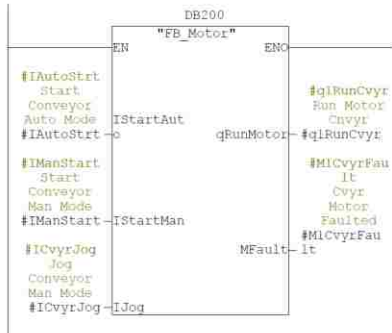 DB200
"FB_Motor"
EN
ENO
#IAutoStrt
Start
Conveyor
Auto Mode
#IAutoStrt
IStartAut
o
#q1RunCvyr
Run Motor
Cnvyr
qRunMotor
#q1RunCvyr
#IManStart
Start
Conveyor
Man Mode
#IManStart
IStartMan
#M1CvyrFau
lt
Cvyr
Motor
Faulted
#M1CvyrFau
MFault
lt
#ICvyrJog
Jog
Conveyor
Man Mode
#ICvyrJog
IJog